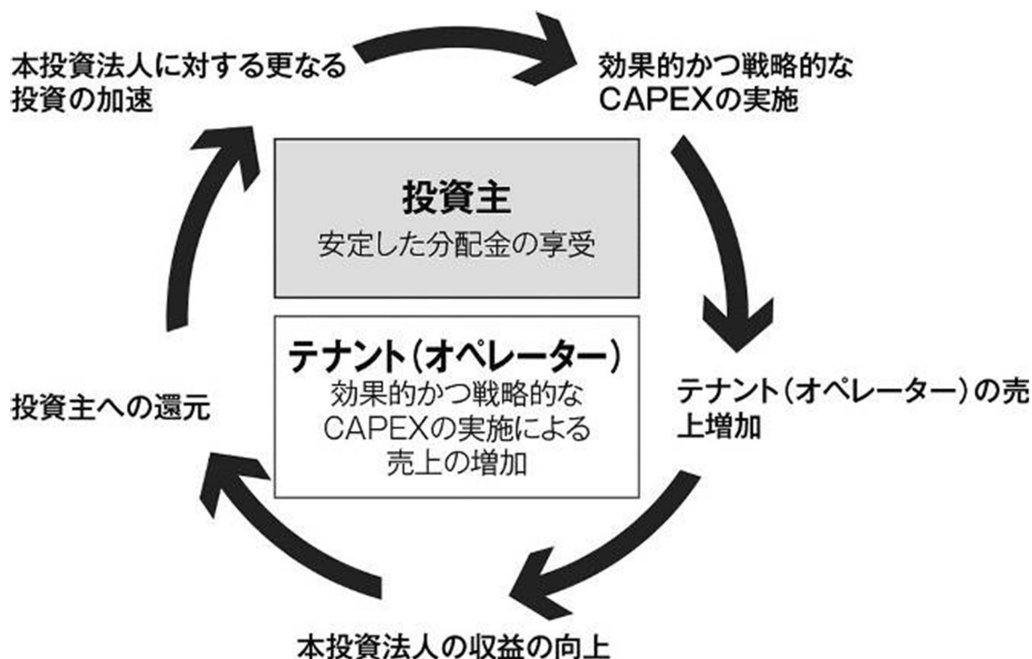 本投資法人に対する更なる
投資の加速
効果的かつ戦略的な
CAPEXの実施
投資主
安定した分配金の享受
テナント(オペレーター)
効果的かつ戦略的な
CAPEXの実施による
売上の増加
投資主への還元
テナント(オペレーター)の売
上増加
本投資法人の収益の向上